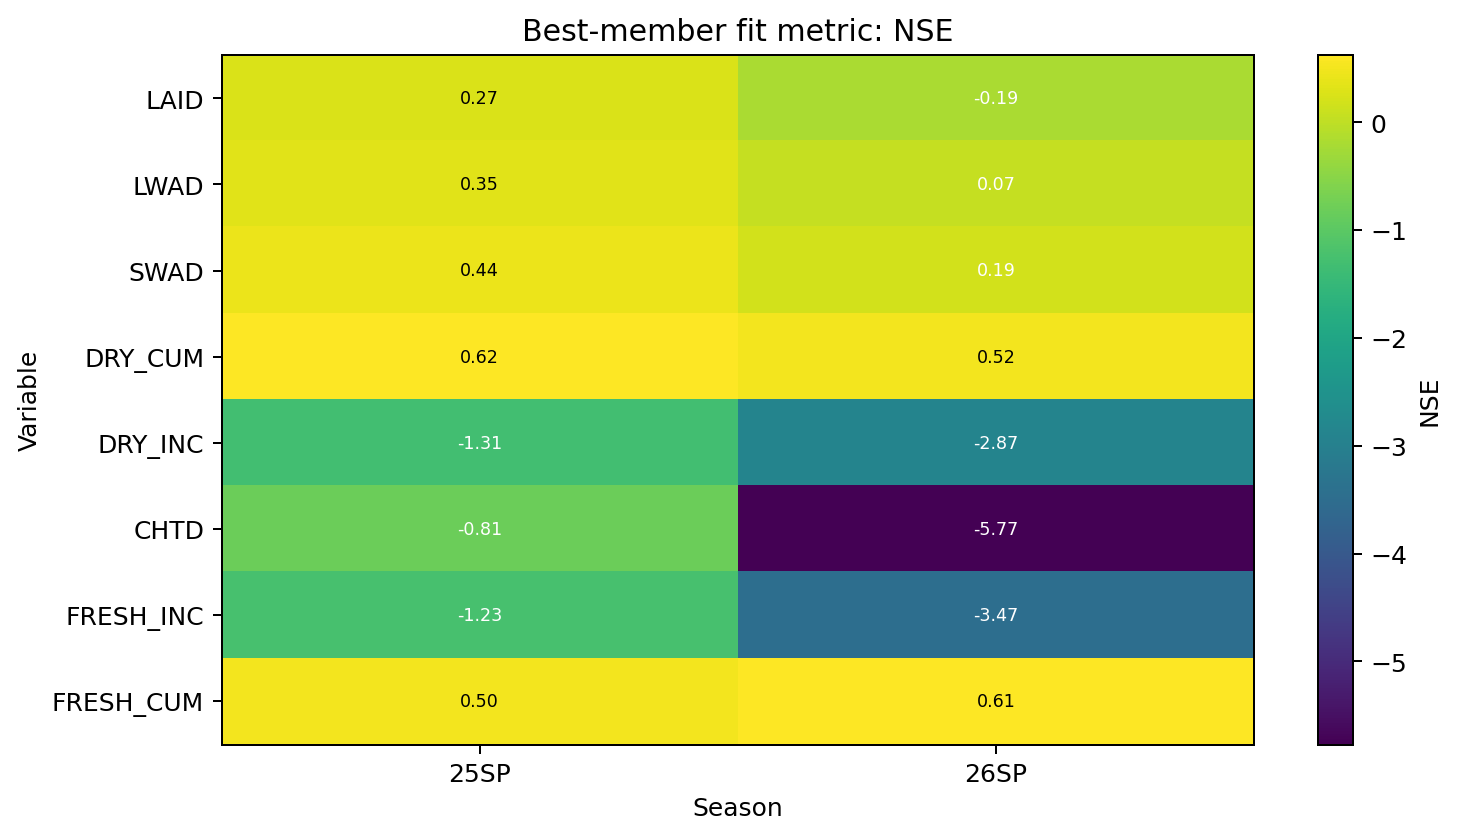 Best-member fit metric: NSE
LAID 0.27 -0.19
LWAD 0.35 0.07
SWAD 0.44 0.19
DRY_CUM 0.62 0.52
DRY_INC -1.31 -2.87
CHTD -0.81 -5.77
FRESH_INC -1.23 -3.47
FRESH_CUM 0.50 0.61
25SP 26SP
Season
Variable
0
−1
−2
−3
−4
−5
NSE